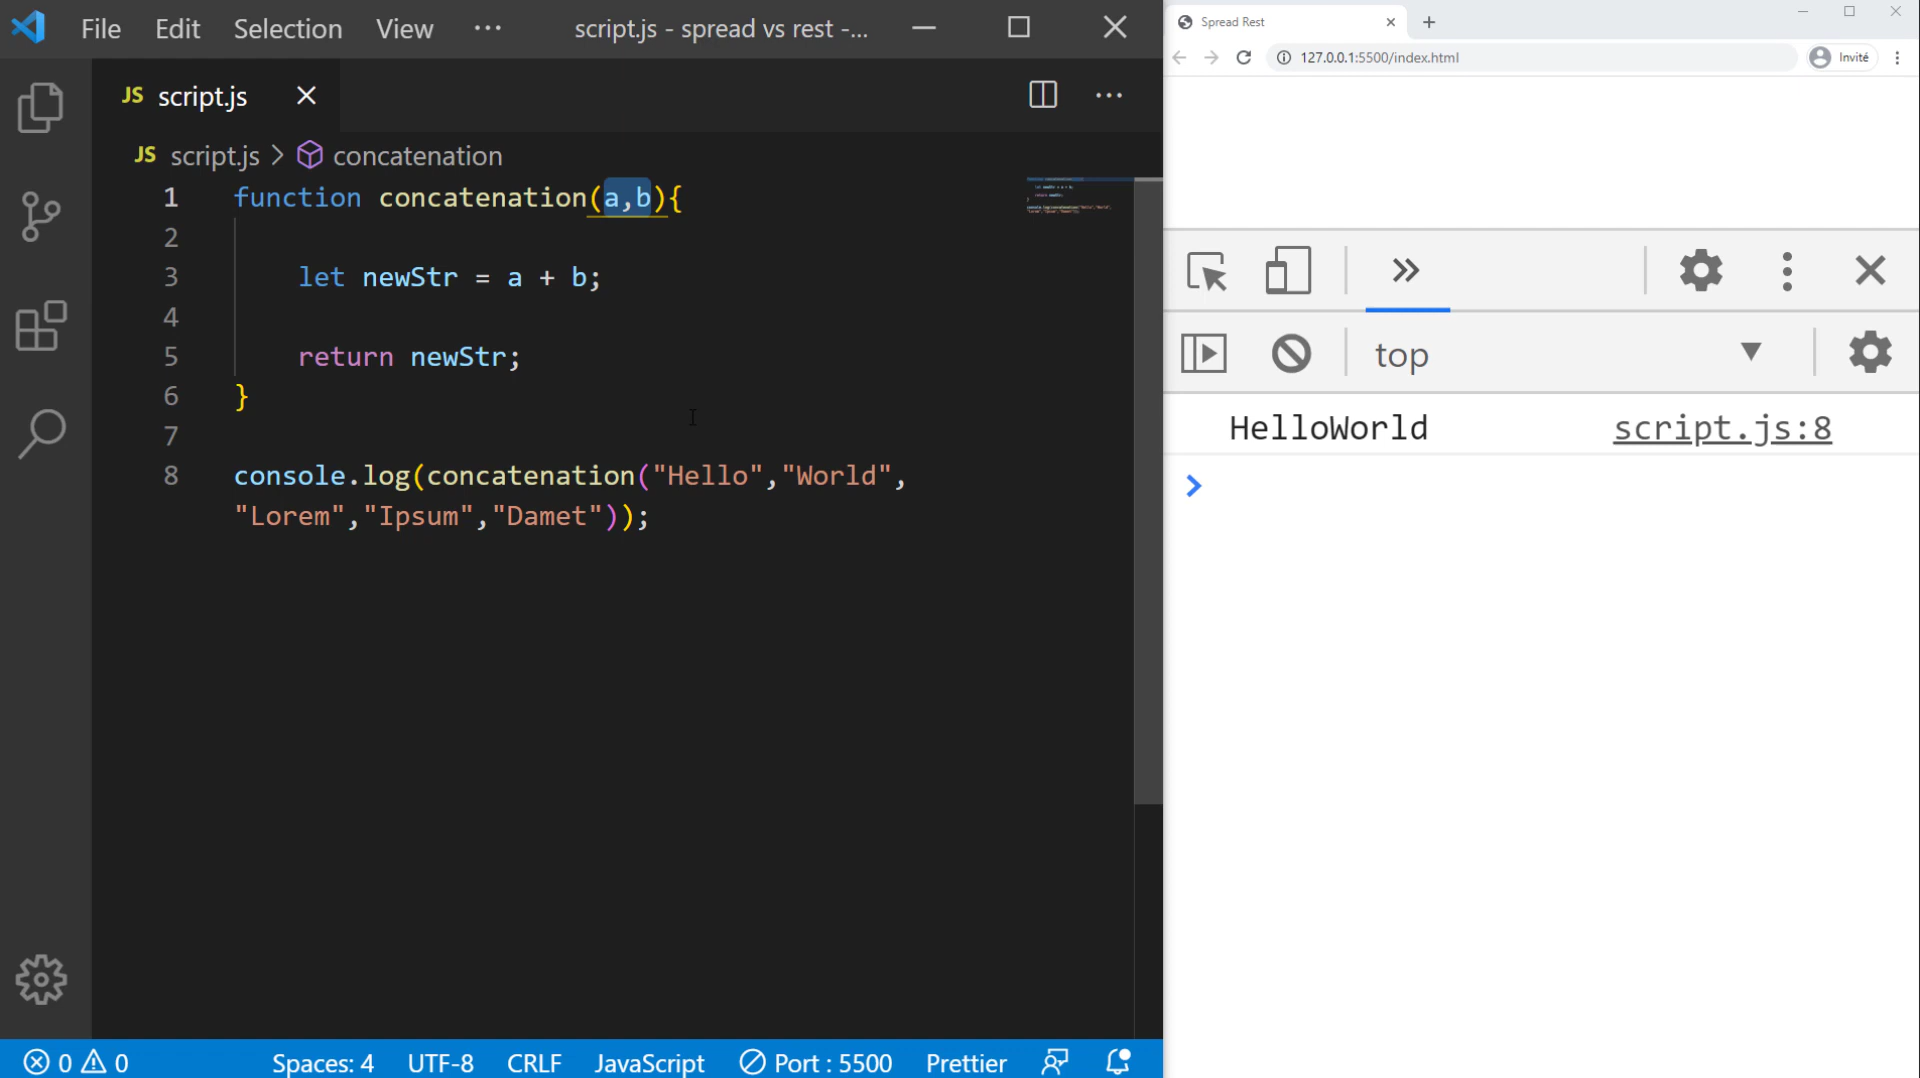 File Edit Selection View ··· script.js - spread vs rest -...
JS script.js
JS script.js > concatenation
1 function concatenation(a,b){
2
3 let newStr = a + b;
4
5 return newStr;
6 }
7
8 console.log(concatenation("Hello","World",
"Lorem","Ipsum","Damet"));
0 0 Spaces: 4 UTF-8 CRLF JavaScript Port : 5500 Prettier
Spread Rest
127.0.0.1:5500/index.html Invité
top
HelloWorld script.js:8